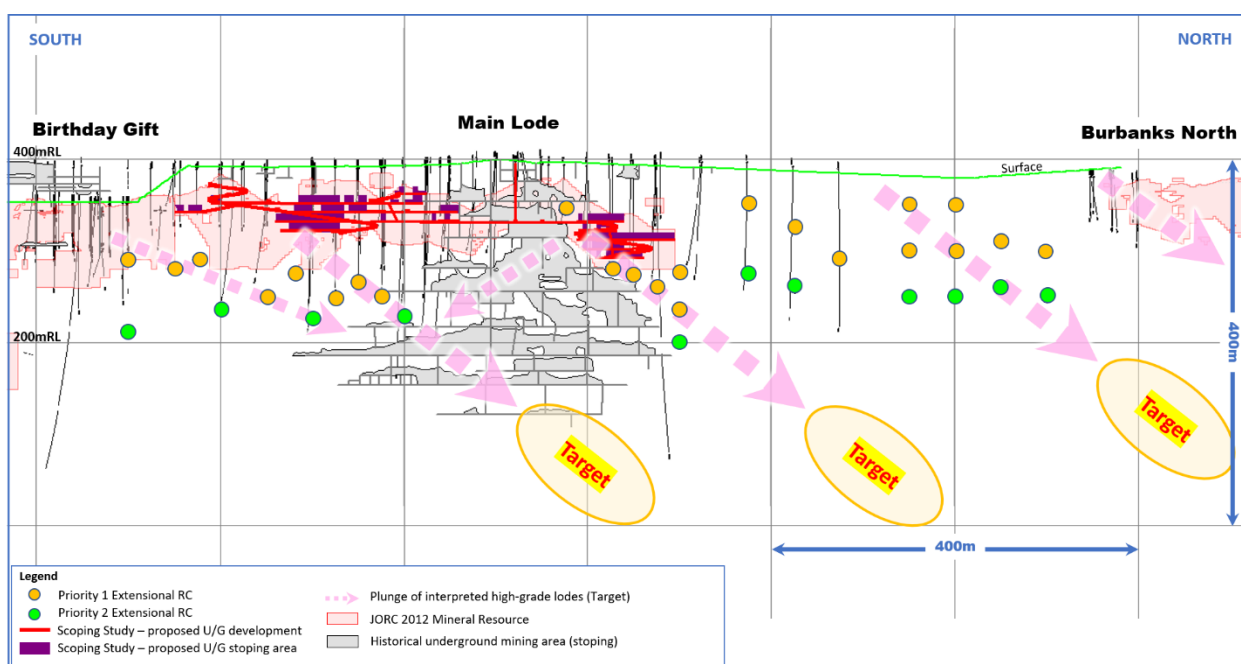 SOUTH
NORTH
Birthday Gift
Main Lode
Burbanks North
400mRL
Surface
200mRL
400m
Target
Target
Target
400m
Legend
Priority 1 Extensional RC
Priority 2 Extensional RC
Scoping Study – proposed U/G development
Scoping Study – proposed U/G stoping area
Plunge of interpreted high-grade lodes (Target)
JORC 2012 Mineral Resource
Historical underground mining area (stoping)